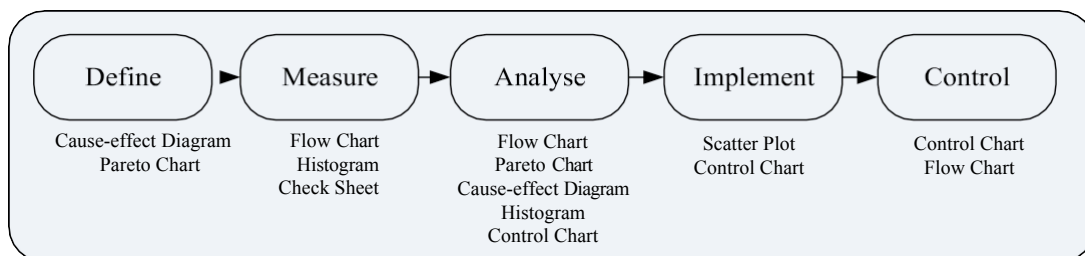 Define
Measure
Analyse
Implement
Control
Cause-effect Diagram
Pareto Chart
Flow Chart
Histogram
Check Sheet
Flow Chart
Pareto Chart
Cause-effect Diagram
Histogram
Control Chart
Scatter Plot
Control Chart
Control Chart
Flow Chart